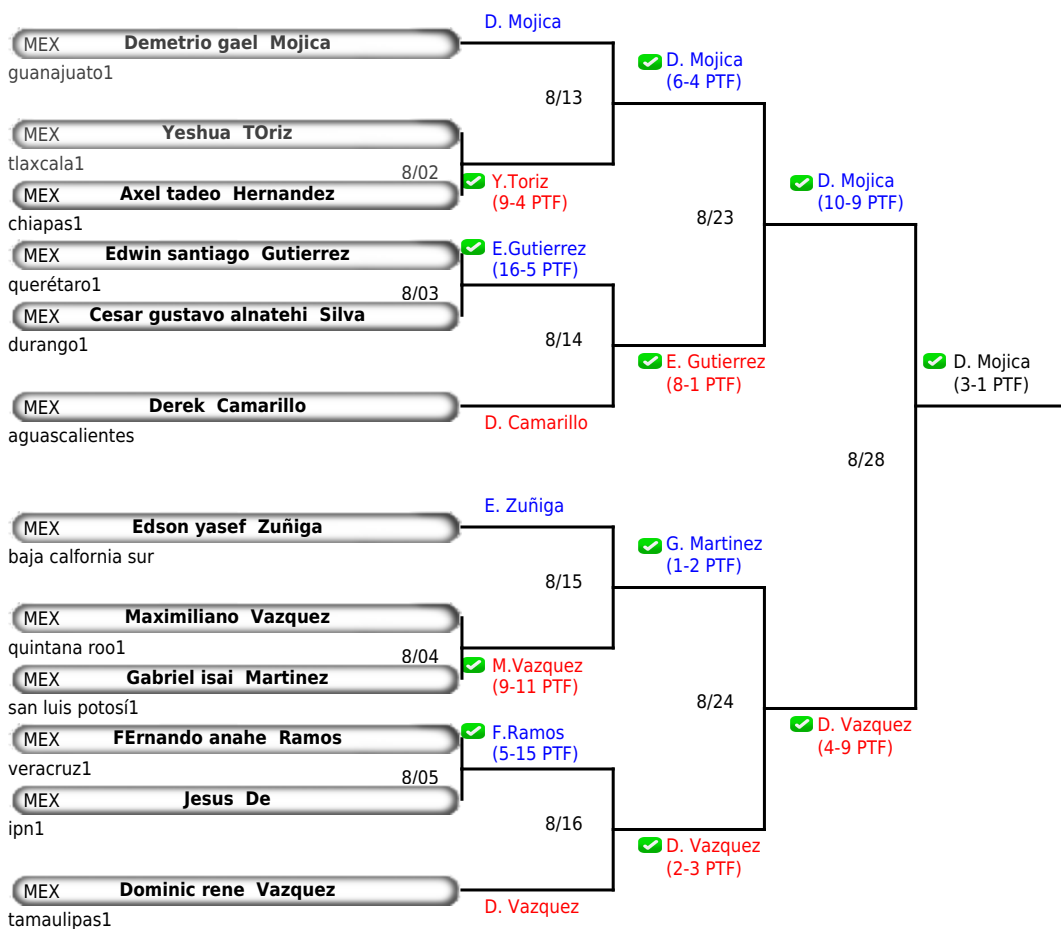 D. Mojica
MEX Demetrio gael Mojica
guanajuato1
D. Mojica
(6-4 PTF)
8/13
MEX Yeshua TOriz
tlaxcala1
8/02
Y.Toriz
(9-4 PTF)
MEX Axel tadeo Hernandez
chiapas1
D. Mojica
(10-9 PTF)
8/23
MEX Edwin santiago Gutierrez
querétaro1
E.Gutierrez
(16-5 PTF)
8/03
MEX Cesar gustavo alnatehi Silva
durango1
8/14
E. Gutierrez
(8-1 PTF)
D. Mojica
(3-1 PTF)
MEX Derek Camarillo
aguascalientes
D. Camarillo
8/28
E. Zuñiga
MEX Edson yasef Zuñiga
baja calfornia sur
G. Martinez
(1-2 PTF)
8/15
MEX Maximiliano Vazquez
quintana roo1
8/04
M.Vazquez
(9-11 PTF)
MEX Gabriel isai Martinez
san luis potosí1
8/24
D. Vazquez
(4-9 PTF)
MEX FErnando anahe Ramos
veracruz1
F.Ramos
(5-15 PTF)
8/05
MEX Jesus De
ipn1
8/16
D. Vazquez
(2-3 PTF)
MEX Dominic rene Vazquez
tamaulipas1
D. Vazquez